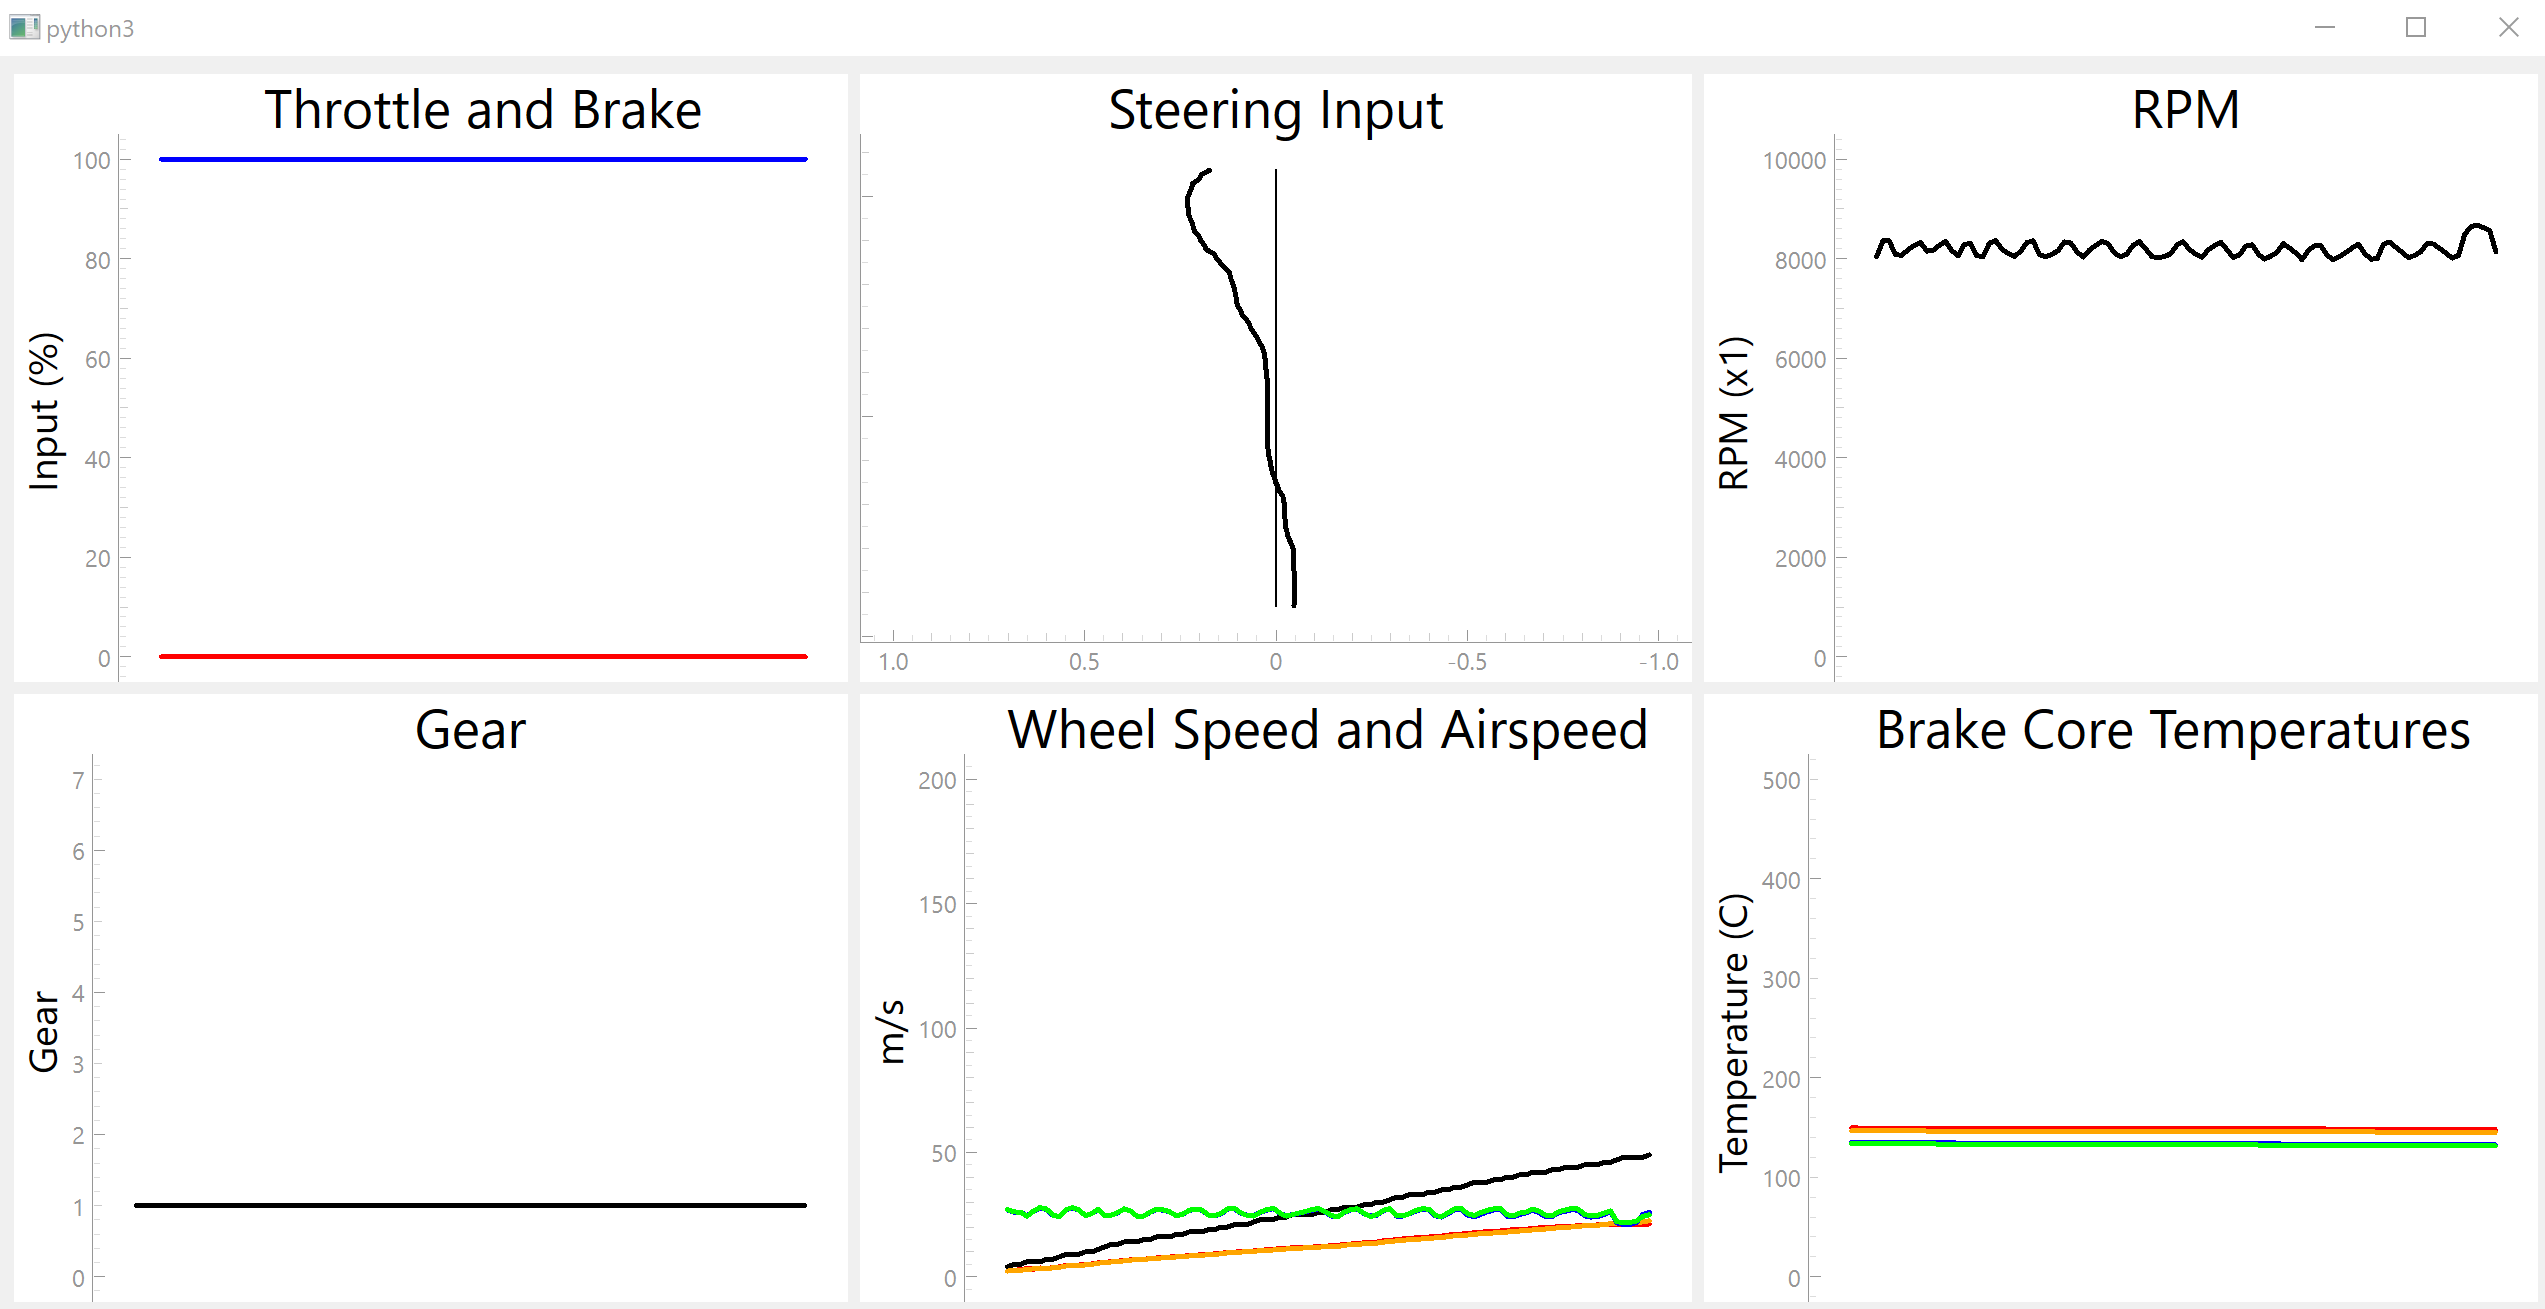 python3
Throttle and Brake
Input (%)
100
80
60
40
20
0
Steering Input
1.0 0.5 0 -0.5 -1.0
RPM
RPM (x1)
10000
8000
6000
4000
2000
0
Gear
Gear
7
6
5
4
3
2
1
0
Wheel Speed and Airspeed
m/s
200
150
100
50
0
Brake Core Temperatures
Temperature (C)
500
400
300
200
100
0